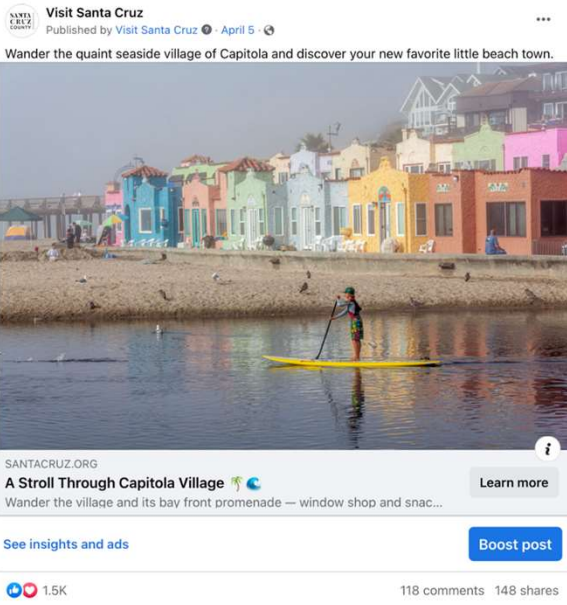 SANTA
CRUZ
COUNTY
Visit Santa Cruz
Published by Visit Santa Cruz · April 5 ·
Wander the quaint seaside village of Capitola and discover your new favorite little beach town.
SANTACRUZ.ORG
A Stroll Through Capitola Village 🌴🌊
Wander the village and its bay front promenade — window shop and snac...
Learn more
See insights and ads
Boost post
1.5K
118 comments 148 shares